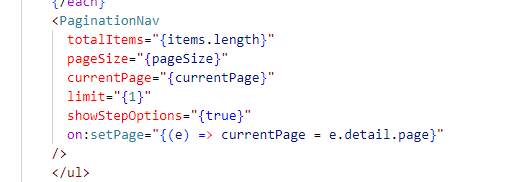 {/each}
<PaginationNav
totalItems="{items.length}"
pageSize="{pageSize}"
currentPage="{currentPage}"
limit="{1}"
showStepOptions="{true}"
on:setPage="{(e) => currentPage = e.detail.page}"
/>
</ul>